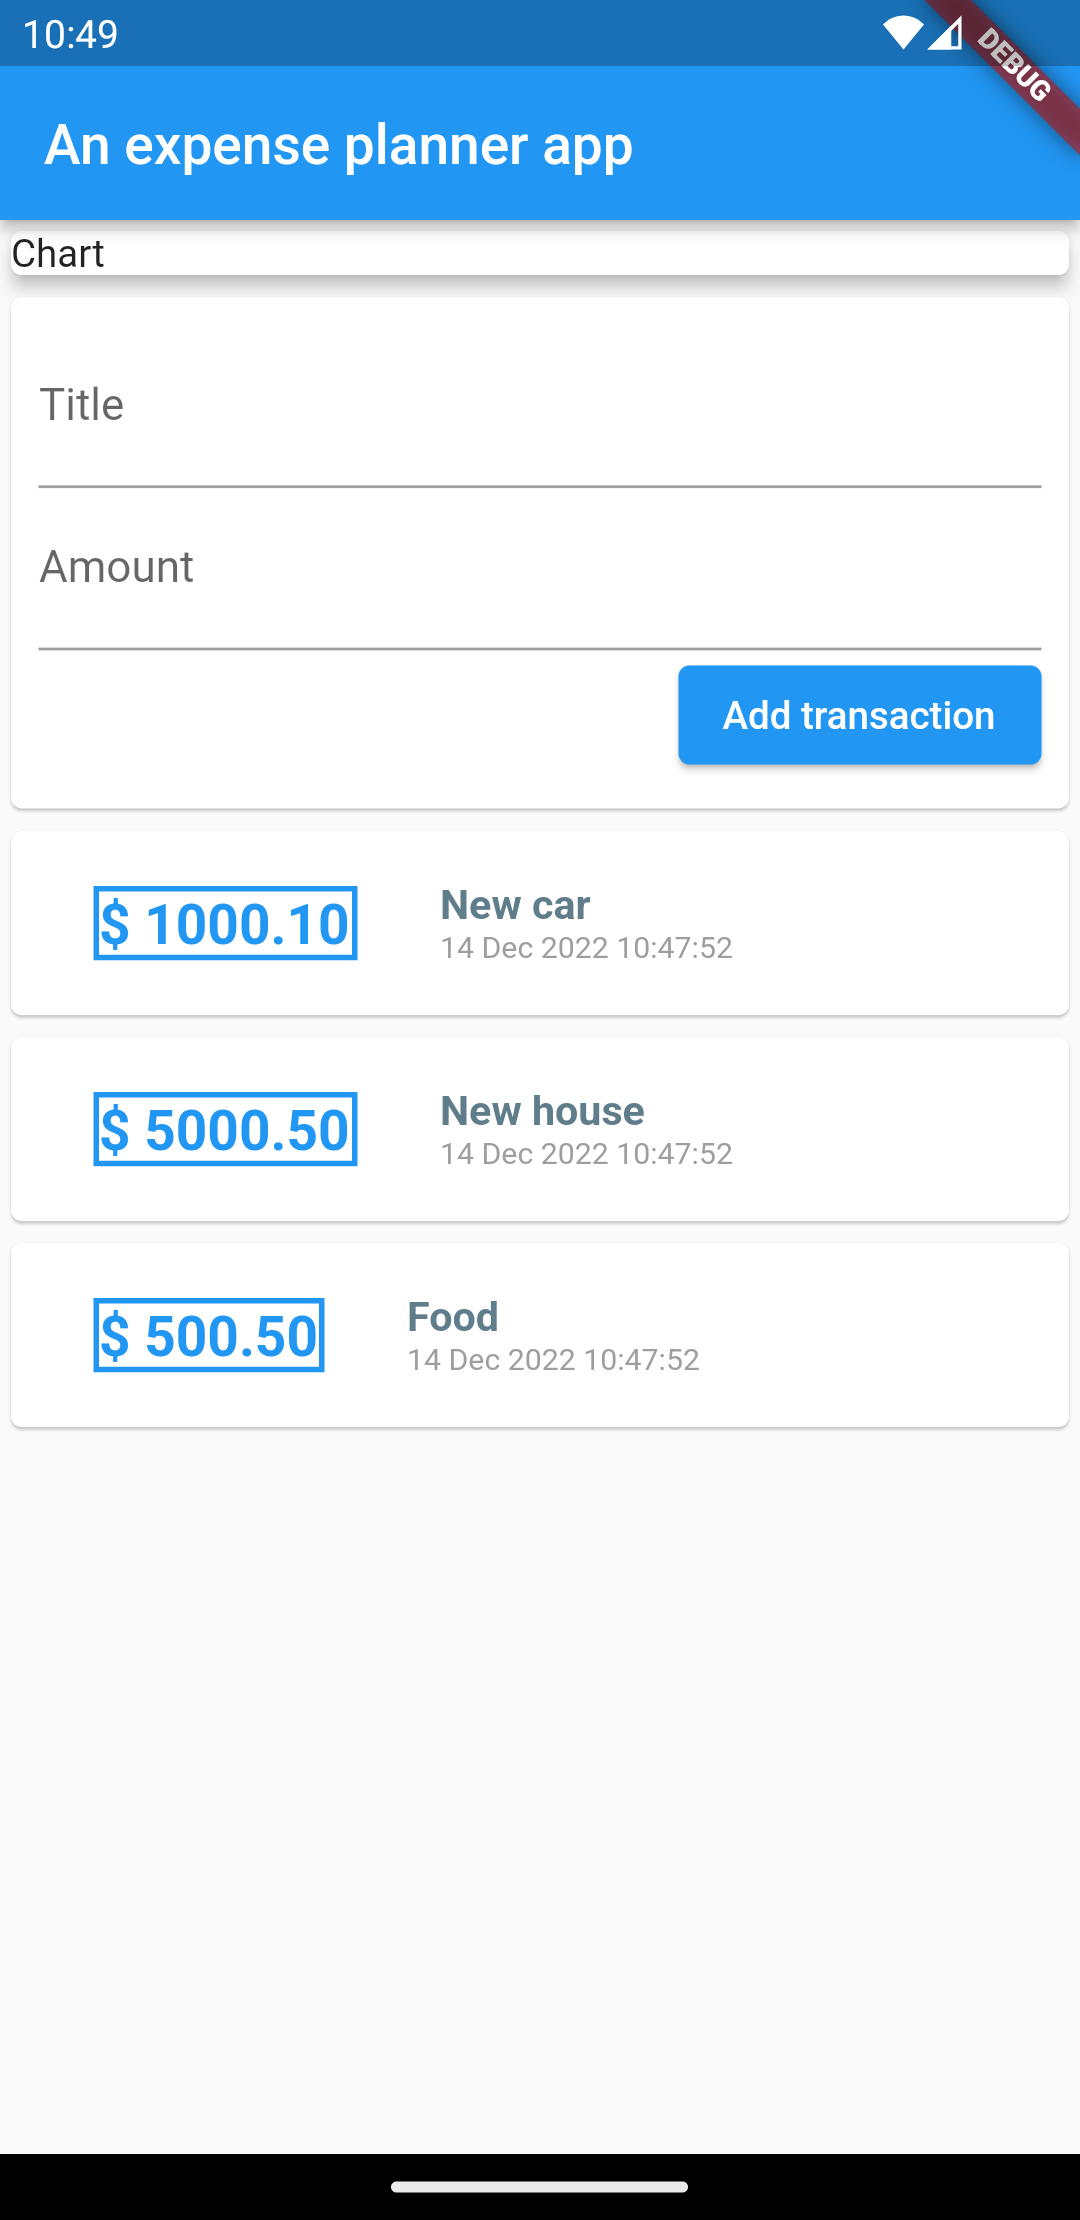 10:49
DEBUG
An expense planner app
Chart
Title
Amount
Add transaction
$ 1000.10
New car
14 Dec 2022 10:47:52
$ 5000.50
New house
14 Dec 2022 10:47:52
$ 500.50
Food
14 Dec 2022 10:47:52